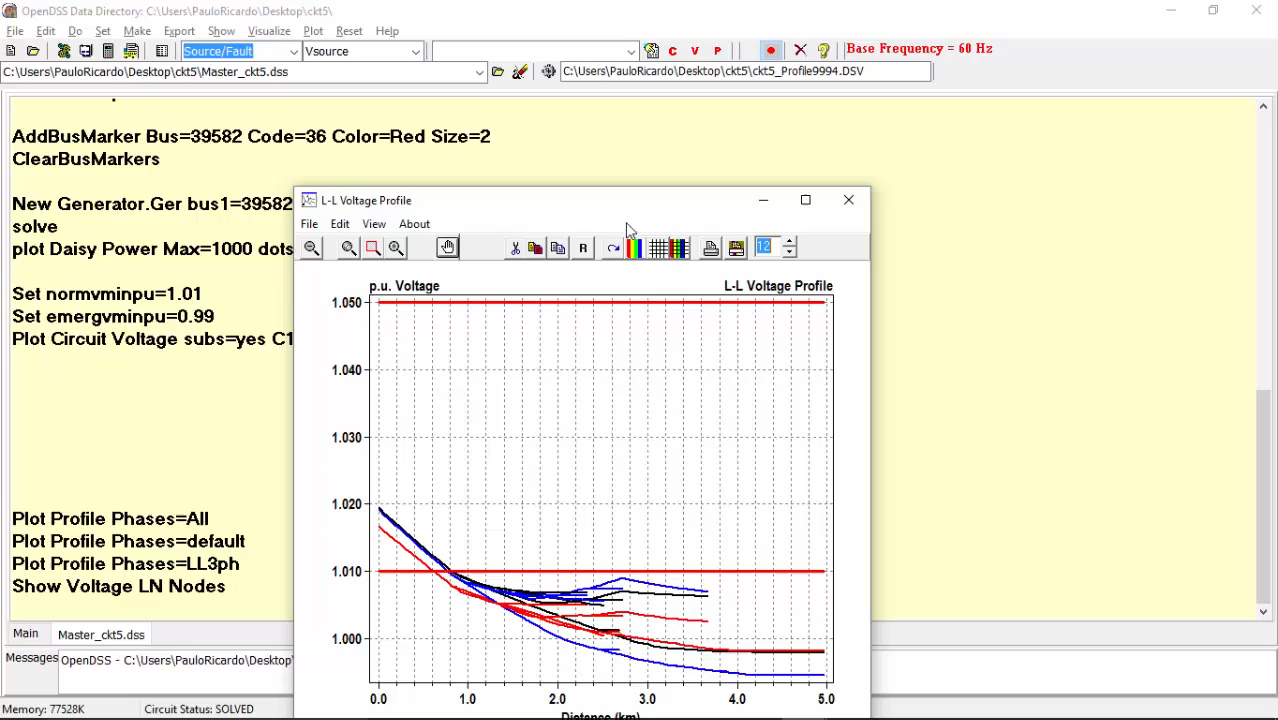 OpenDSS Data Directory: C:\Users\PauloRicardo\Desktop\ckt5\
File Edit Do Set Make Export Show Visualize Plot Reset Help
Source/Fault Vsource C V P Base Frequency = 60 Hz
C:\Users\PauloRicardo\Desktop\ckt5\Master_ckt5.dss C:\Users\PauloRicardo\Desktop\ckt5\ckt5_Profile9994.DSV
AddBusMarker Bus=39582 Code=36 Color=Red Size=2
ClearBusMarkers
New Generator.Ger bus1=39582
solve
plot Daisy Power Max=1000 dots
Set normvminpu=1.01
Set emergvminpu=0.99
Plot Circuit Voltage subs=yes C1
Plot Profile Phases=All
Plot Profile Phases=default
Plot Profile Phases=LL3ph
Show Voltage LN Nodes
L-L Voltage Profile
File Edit View About
R 12
p.u. Voltage L-L Voltage Profile
1.050
1.040
1.030
1.020
1.010
1.000
0.0 1.0 2.0 3.0 4.0 5.0
Distance (km)
Main Master_ckt5.dss
Messages OpenDSS - C:\Users\PauloRicardo\Desktop\
Memory: 77528K Circuit Status: SOLVED